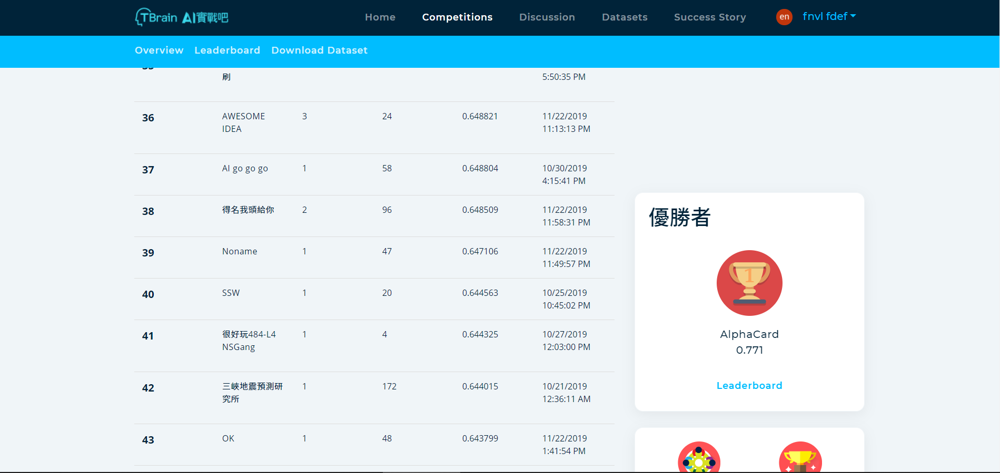 TBrain AI實戰吧 Home Competitions Discussion Datasets Success Story en fnvl fdef
Overview Leaderboard Download Dataset
刷 5:50:35 PM
36 AWESOME 3 24 0.648821 11/22/2019
IDEA 11:13:13 PM
37 AI go go go 1 58 0.648804 10/30/2019
4:15:41 PM
38 得名我頭給你 2 96 0.648509 11/22/2019
11:58:31 PM
39 Noname 1 47 0.647106 11/22/2019
11:49:57 PM
40 SSW 1 20 0.644563 10/25/2019
10:45:02 PM
41 很好玩484-L4 1 4 0.644325 10/27/2019
NSGang 12:03:00 PM
42 三峽地震預測研 1 172 0.644015 10/21/2019
究所 12:36:11 AM
43 OK 1 48 0.643799 11/22/2019
1:41:54 PM
優勝者
1
AlphaCard
0.771
Leaderboard